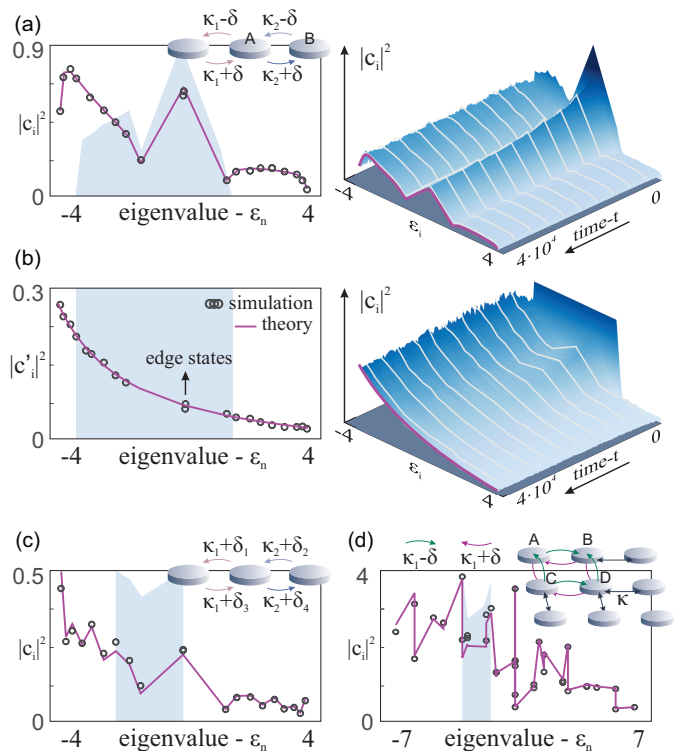 (a)
κ₁-δ κ₂-δ
A B
κ₁+δ κ₂+δ
0.9
|cᵢ|²
0
-4 eigenvalue - εₙ 4
|cᵢ|²
-4
εᵢ
4
4·10⁴
time-t
0
(b)
0.3
simulation
theory
edge states
|c'ᵢ|²
0
-4 eigenvalue - εₙ 4
|cᵢ|²
-4
εᵢ
4
4·10⁴
time-t
0
(c)
κ₁+δ₁ κ₂+δ₂
κ₁+δ₃ κ₂+δ₄
0.5
|cᵢ|²
0
-4 eigenvalue - εₙ 4
(d)
κ₁-δ κ₁+δ
A B
C D
κ
4
|cᵢ|²
0
-7 eigenvalue - εₙ 7